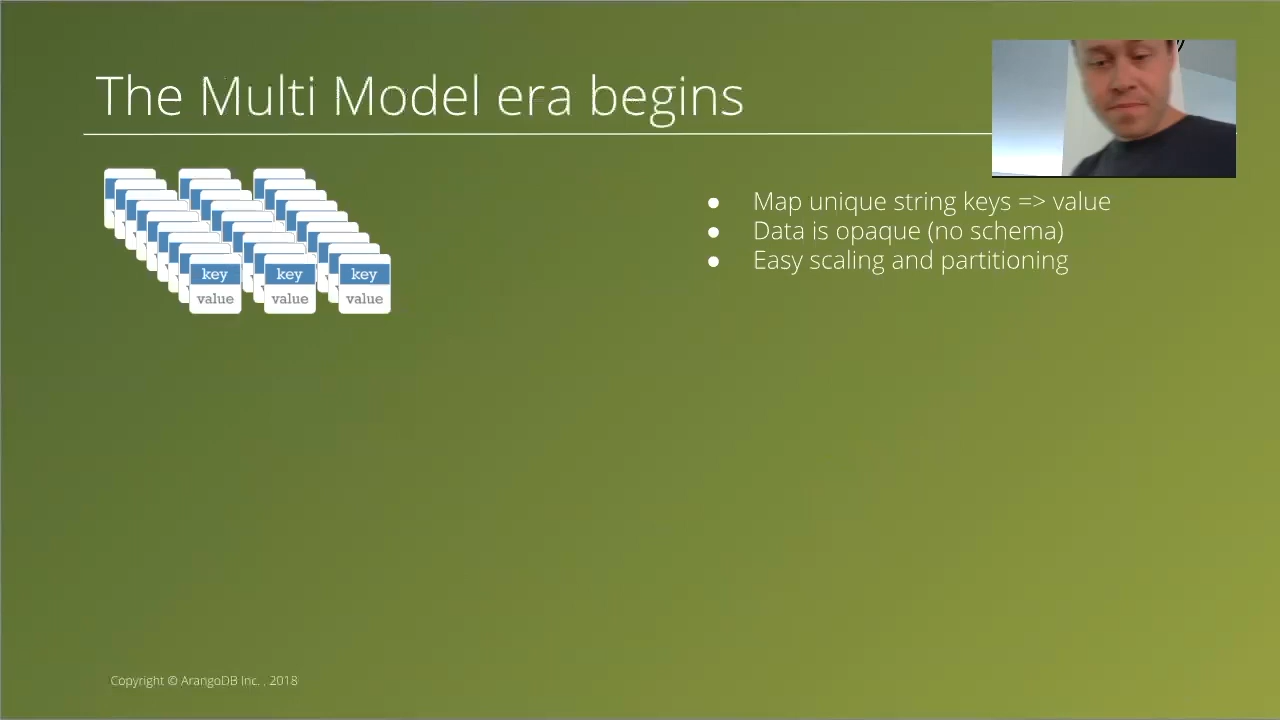 The Multi Model era begins
● Map unique string keys => value
● Data is opaque (no schema)
● Easy scaling and partitioning
key key key
value value value
Copyright © ArangoDB Inc. , 2018